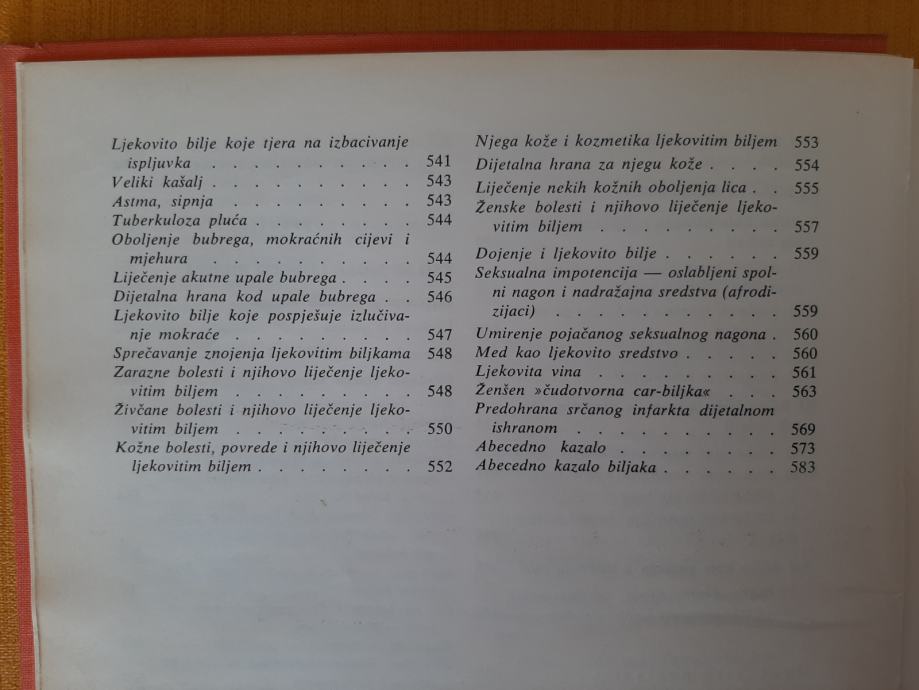 Ljekovito bilje koje tjera na izbacivanje
ispljuvka . . . . . . . . . . 541
Veliki kašalj . . . . . . . . . . 543
Astma, sipnja . . . . . . . . . . 543
Tuberkuloza pluća . . . . . . . . 544
Oboljenje bubrega, mokraćnih cijevi i
mjehura . . . . . . . . . . 544
Liječenje akutne upale bubrega . . . . 545
Dijetalna hrana kod upale bubrega . . 546
Ljekovito bilje koje pospješuje izlučiva-
nje mokraće . . . . . . . . . 547
Sprečavanje znojenja ljekovitim biljkama 548
Zarazne bolesti i njihovo liječenje ljeko-
vitim biljem . . . . . . . . . 548
Živčane bolesti i njihovo liječenje ljeko-
vitim biljem . . . . . . . . . 550
Kožne bolesti, povrede i njihovo liječenje
ljekovitim biljem . . . . . . . . 552
Njega kože i kozmetika ljekovitim biljem 553
Dijetalna hrana za njegu kože . . . . 554
Liječenje nekih kožnih oboljenja lica . . 555
Ženske bolesti i njihovo liječenje ljeko-
vitim biljem . . . . . . . . . 557
Dojenje i ljekovito bilje . . . . . . 559
Seksualna impotencija — oslabljeni spol-
ni nagon i nadražajna sredstva (afrodi-
zijaci) . . . . . . . . . . . 559
Umirenje pojačanog seksualnog nagona . 560
Med kao ljekovito sredstvo . . . . . 560
Ljekovita vina . . . . . . . . . 561
Ženšen »čudotvorna car-biljka« . . . 563
Predohrana srčanog infarkta dijetalnom
ishranom . . . . . . . . . . 569
Abecedno kazalo . . . . . . . . 573
Abecedno kazalo biljaka . . . . . . 583